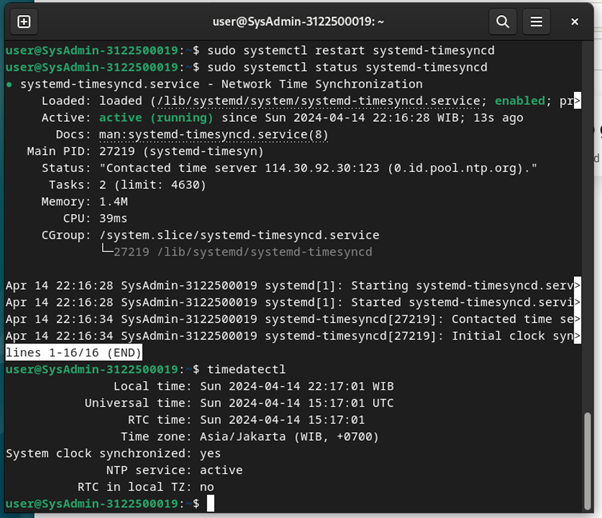 user@SysAdmin-3122500019: ~
user@SysAdmin-3122500019:~$ sudo systemctl restart systemd-timesyncd
user@SysAdmin-3122500019:~$ sudo systemctl status systemd-timesyncd
● systemd-timesyncd.service - Network Time Synchronization
Loaded: loaded (/lib/systemd/system/systemd-timesyncd.service; enabled; pr>
Active: active (running) since Sun 2024-04-14 22:16:28 WIB; 13s ago
Docs: man:systemd-timesyncd.service(8)
Main PID: 27219 (systemd-timesyn)
Status: "Contacted time server 114.30.92.30:123 (0.id.pool.ntp.org)."
Tasks: 2 (limit: 4630)
Memory: 1.4M
CPU: 39ms
CGroup: /system.slice/systemd-timesyncd.service
└─27219 /lib/systemd/systemd-timesyncd
Apr 14 22:16:28 SysAdmin-3122500019 systemd[1]: Starting systemd-timesyncd.serv>
Apr 14 22:16:28 SysAdmin-3122500019 systemd[1]: Started systemd-timesyncd.servi>
Apr 14 22:16:34 SysAdmin-3122500019 systemd-timesyncd[27219]: Contacted time se>
Apr 14 22:16:34 SysAdmin-3122500019 systemd-timesyncd[27219]: Initial clock syn>
lines 1-16/16 (END)
user@SysAdmin-3122500019:~$ timedatectl
Local time: Sun 2024-04-14 22:17:01 WIB
Universal time: Sun 2024-04-14 15:17:01 UTC
RTC time: Sun 2024-04-14 15:17:01
Time zone: Asia/Jakarta (WIB, +0700)
System clock synchronized: yes
NTP service: active
RTC in local TZ: no
user@SysAdmin-3122500019:~$